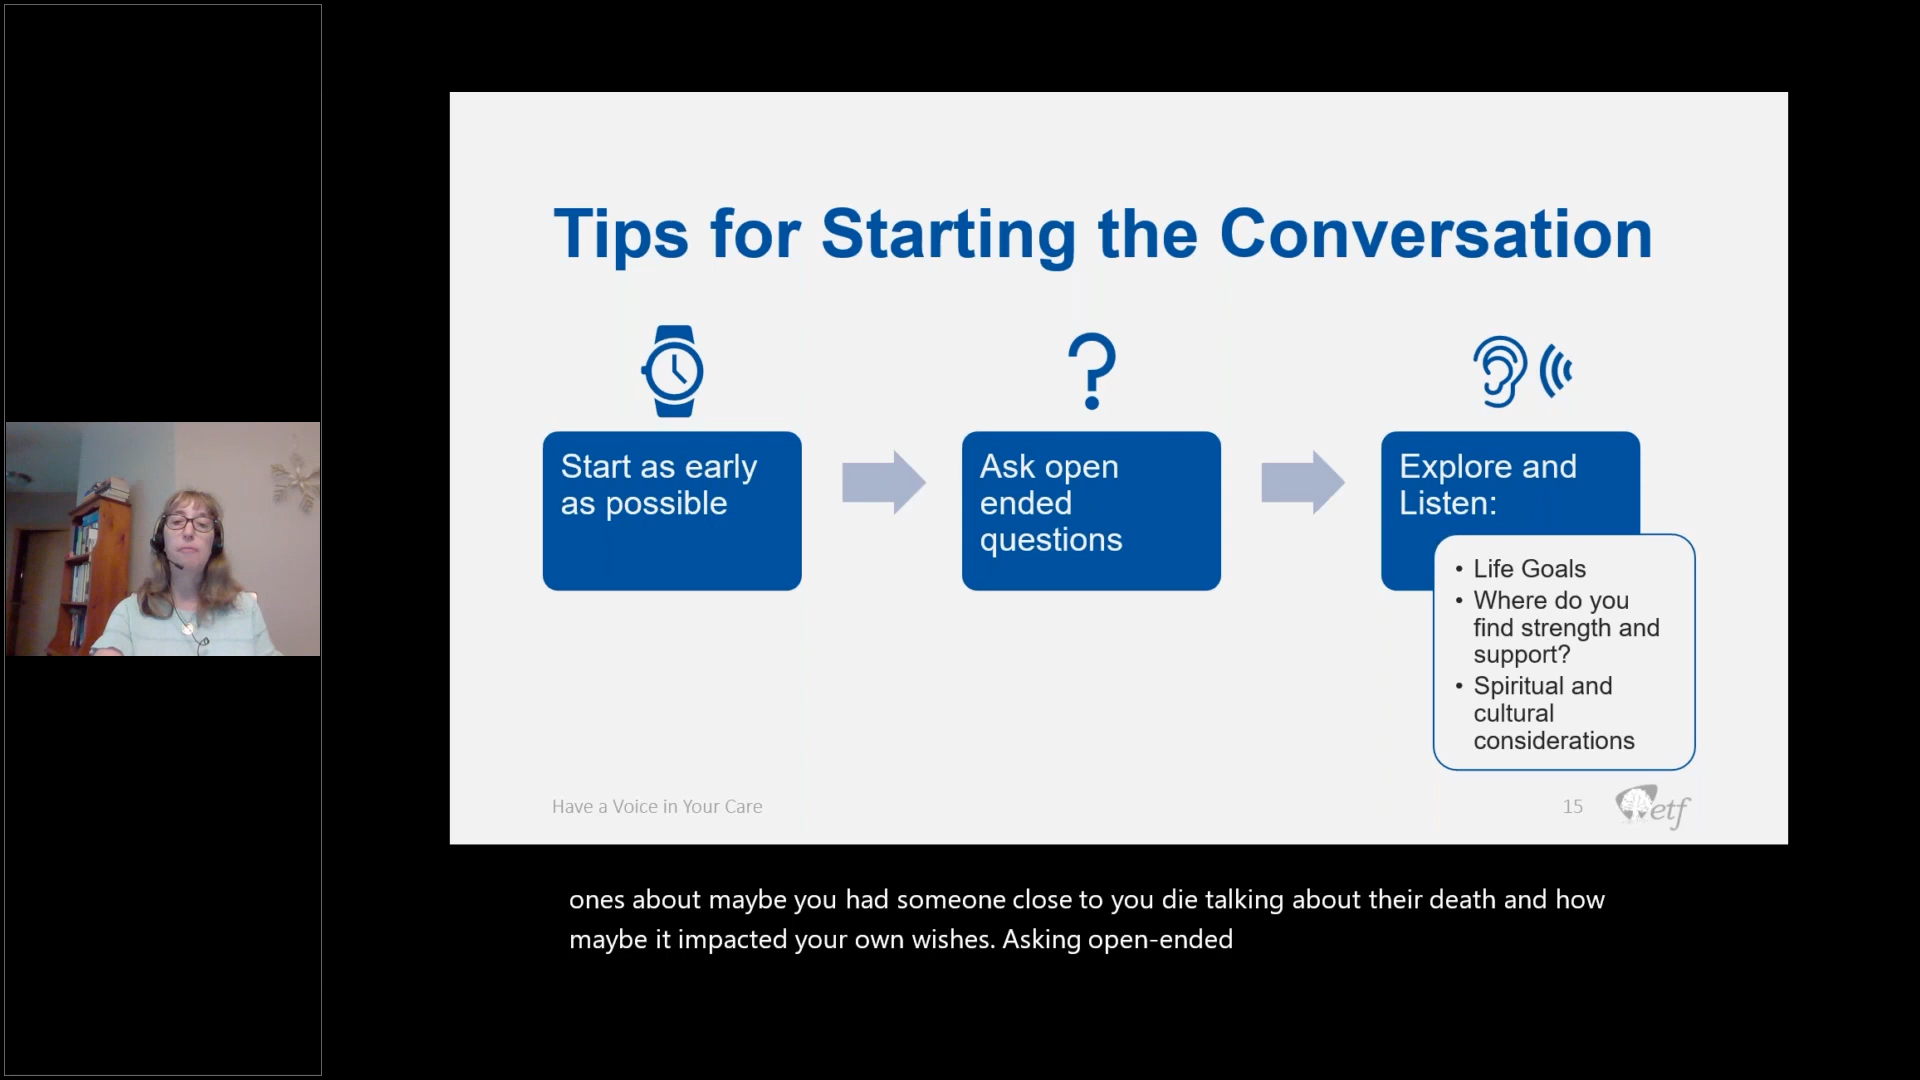 Tips for Starting the Conversation
Start as early
as possible
Ask open
ended
questions
Explore and
Listen:
• Life Goals
• Where do you
find strength and
support?
• Spiritual and
cultural
considerations
Have a Voice in Your Care
15
etf
ones about maybe you had someone close to you die talking about their death and how
maybe it impacted your own wishes. Asking open-ended